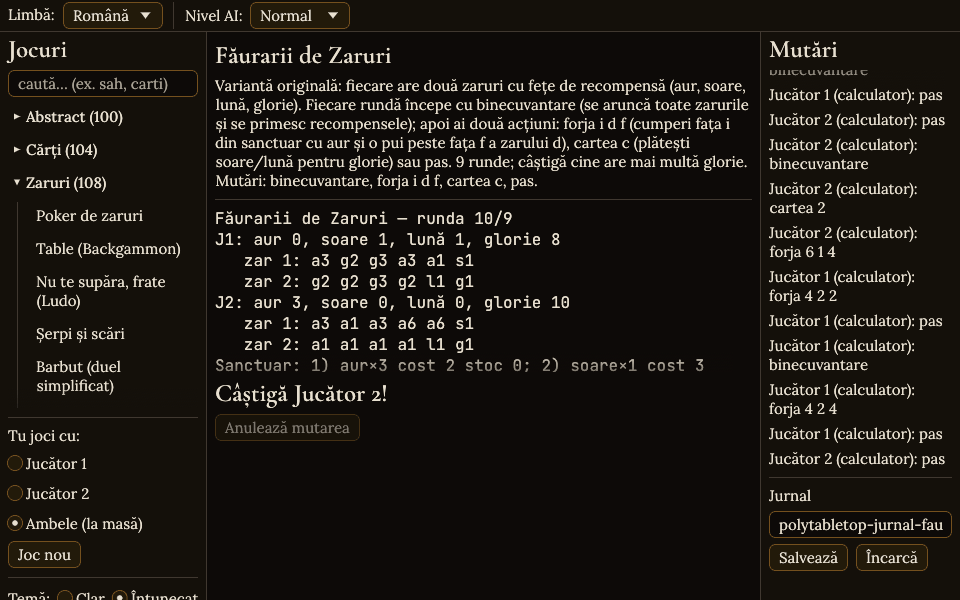 Limbă:
Română
Nivel AI:
Normal
Jocuri
caută... (ex. sah, carti)
Abstract (100)
Cărți (104)
Zaruri (108)
Poker de zaruri
Table (Backgammon)
Nu te supăra, frate
(Ludo)
Șerpi și scări
Barbut (duel
simplificat)
Tu joci cu:
Jucător 1
Jucător 2
Ambele (la masă)
Joc nou
Temă:
Clar
Întunecat
Făurarii de Zaruri
Variantă originală: fiecare are două zaruri cu fețe de recompensă (aur, soare,
lună, glorie). Fiecare rundă începe cu binecuvantare (se aruncă toate zarurile
și se primesc recompensele); apoi ai două acțiuni: forja i d f (cumperi fața i
din sanctuar cu aur și o pui peste fața f a zarului d), cartea c (plătești
soare/lună pentru glorie) sau pas. 9 runde; câștigă cine are mai multă glorie.
Mutări: binecuvantare, forja i d f, cartea c, pas.
Făurarii de Zaruri — runda 10/9
J1: aur 0, soare 1, lună 1, glorie 8
zar 1: a3 g2 g3 a3 a1 s1
zar 2: g2 g2 g3 g2 l1 g1
J2: aur 3, soare 0, lună 0, glorie 10
zar 1: a3 a1 a3 a6 a6 s1
zar 2: a1 a1 a1 a1 l1 g1
Sanctuar: 1) aur×3 cost 2 stoc 0; 2) soare×1 cost 3
Câștigă Jucător 2!
Anulează mutarea
Mutări
binecuvantare
Jucător 1 (calculator): pas
Jucător 2 (calculator): pas
Jucător 2 (calculator):
binecuvantare
Jucător 2 (calculator):
cartea 2
Jucător 2 (calculator):
forja 6 1 4
Jucător 1 (calculator):
forja 4 2 2
Jucător 1 (calculator): pas
Jucător 1 (calculator):
binecuvantare
Jucător 1 (calculator):
forja 4 2 4
Jucător 1 (calculator): pas
Jucător 2 (calculator): pas
Jurnal
polytabletop-jurnal-fau
Salvează
Încarcă